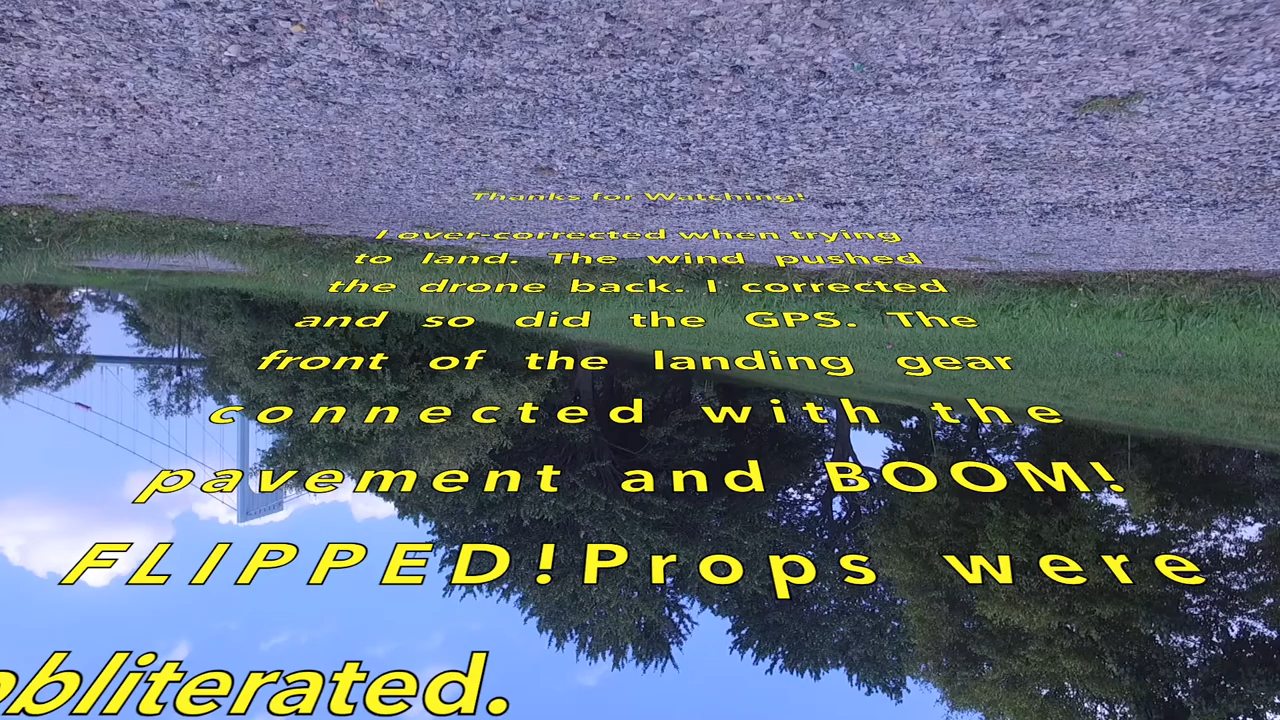 Thanks for Watching!
I over-corrected when trying
to land. The wind pushed
the drone back. I corrected
and so did the GPS. The
front of the landing gear
connected with the
pavement and BOOM!
FLIPPED!Props were
obliterated.